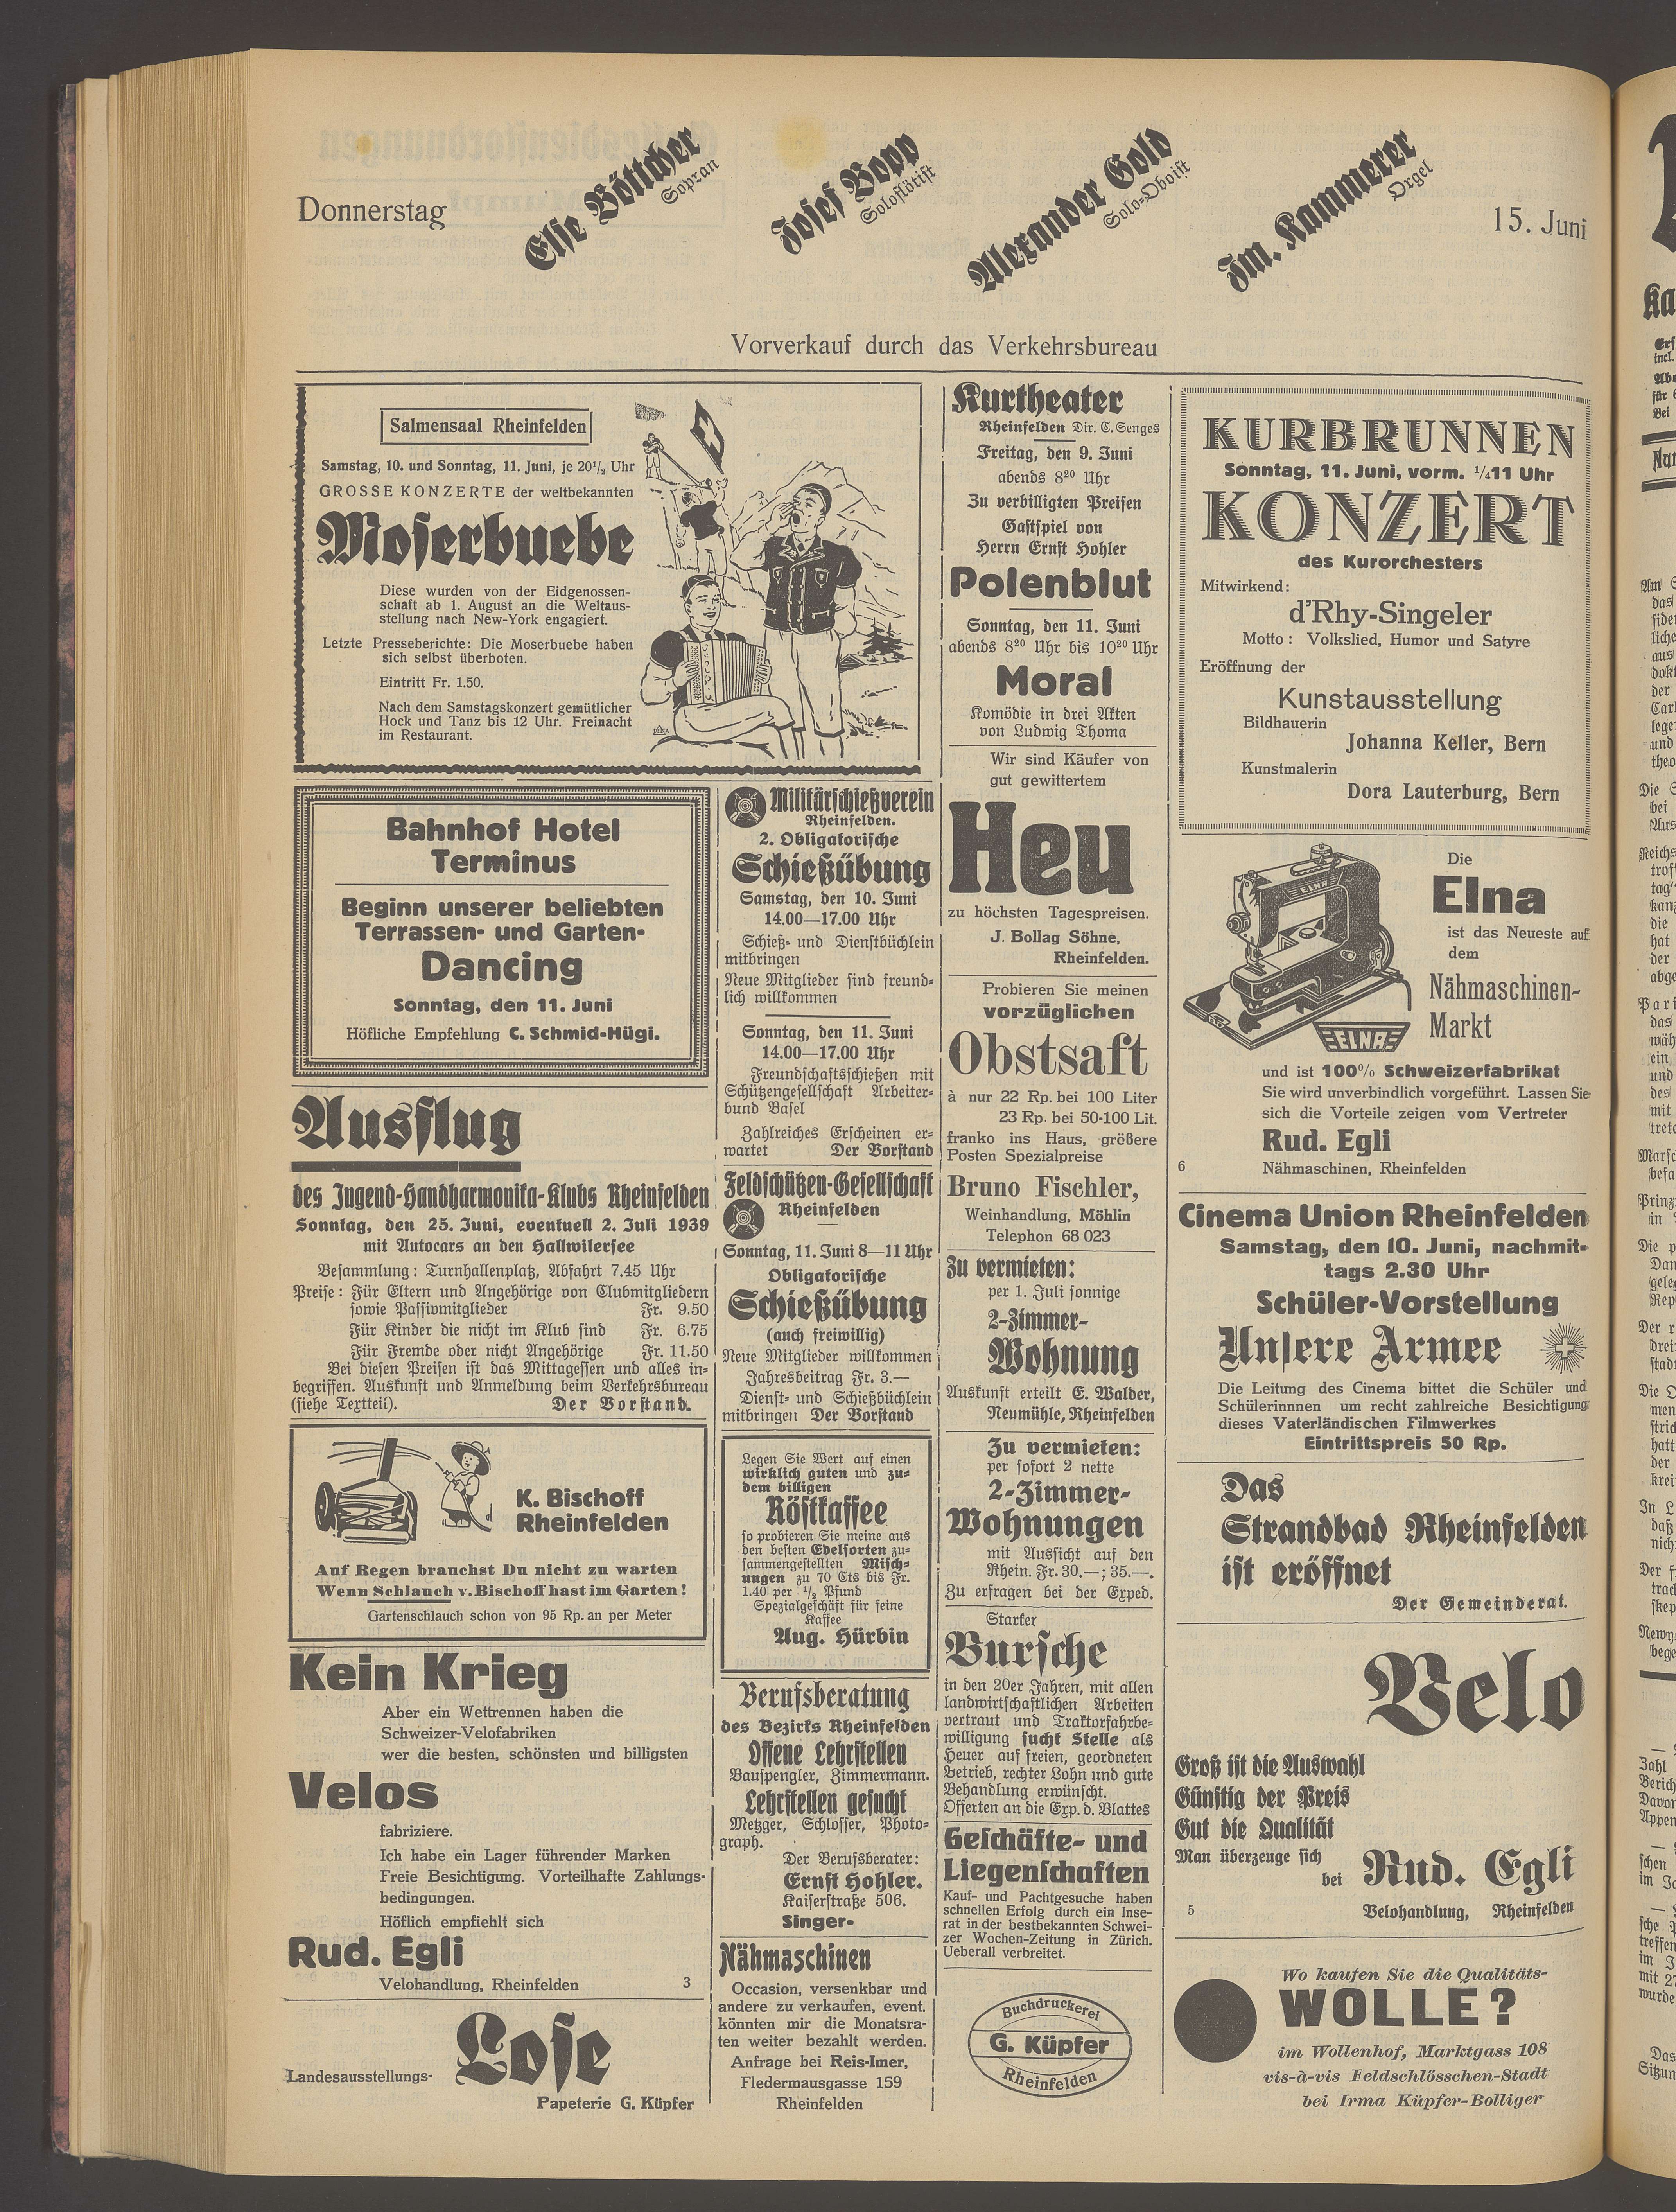 Donnerstag
Else Böttcher
Sopran
Josef Bopp
Soloflötist
Alexander Gold
Solo-Oboist
Im. Kammerer
Orgel
15. Juni
Vorverkauf durch das Verkehrsbureau
Salmensaal Rheinfelden
Samstag, 10. und Sonntag, 11. Juni, je 20½ Uhr
GROSSE KONZERTE der weltbekannten
Moserbuebe
Diese wurden von der Eidgenossen-
schaft ab 1. August an die Weltaus-
stellung nach New-York engagiert.
Letzte Presseberichte: Die Moserbuebe haben
sich selbst überboten.
Eintritt Fr. 1.50.
Nach dem Samstagskonzert gemütlicher
Hock und Tanz bis 12 Uhr. Freinacht
im Restaurant.
Bahnhof Hotel
Terminus
Beginn unserer beliebten
Terrassen- und Garten-
Dancing
Sonntag, den 11. Juni
Höfliche Empfehlung C. Schmid-Hügi.
Ausflug
des Jugend-Handharmonika-Klubs Rheinfelden
Sonntag, den 25. Juni, eventuell 2. Juli 1939
mit Autocars an den Hallwilersee
Besammlung: Turnhallenplatz, Abfahrt 7.45 Uhr
Preise: Für Eltern und Angehörige von Clubmitgliedern
sowie Passivmitglieder Fr. 9.50
Für Kinder die nicht im Klub sind Fr. 6.75
Für Fremde oder nicht Angehörige Fr. 11.50
Bei diesen Preisen ist das Mittagessen und alles in-
begriffen. Auskunft und Anmeldung beim Verkehrsbureau
(siehe Textteil). Der Vorstand.
K. Bischoff
Rheinfelden
Auf Regen brauchst Du nicht zu warten
Wenn Schlauch v. Bischoff hast im Garten!
Gartenschlauch schon von 95 Rp. an per Meter
Kein Krieg
Aber ein Wettrennen haben die
Schweizer-Velofabriken
wer die besten, schönsten und billigsten
Velos
fabriziere.
Ich habe ein Lager führender Marken
Freie Besichtigung. Vorteilhafte Zahlungs-
bedingungen.
Höflich empfiehlt sich
Rud. Egli
Velohandlung, Rheinfelden 3
Landesausstellungs-
Lose
Papeterie G. Küpfer
Militärschießverein
Rheinfelden.
2. Obligatorische
Schießübung
Samstag, den 10. Juni
14.00—17.00 Uhr
Schieß- und Dienstbüchlein
mitbringen
Neue Mitglieder sind freund-
lich willkommen
Sonntag, den 11. Juni
14.00—17.00 Uhr
Freundschaftsschießen mit
Schützengesellschaft Arbeiter-
bund Basel
Zahlreiches Erscheinen er-
wartet Der Vorstand
Feldschützen-Gesellschaft
Rheinfelden
Sonntag, 11. Juni 8—11 Uhr
Obligatorische
Schießübung
(auch freiwillig)
Neue Mitglieder willkommen
Jahresbeitrag Fr. 3.—
Dienst- und Schießbüchlein
mitbringen Der Vorstand
Legen Sie Wert auf einen
wirklich guten und zu-
dem billigen
Röstkaffee
so probieren Sie meine aus
den besten Edelsorten zu-
sammengestellten Misch-
ungen zu 70 Cts bis Fr.
1.40 per ½ Pfund
Spezialgeschäft für feine
Kaffee
Aug. Hürbin
Berufsberatung
des Bezirks Rheinfelden
Offene Lehrstellen
Bauspengler, Zimmermann.
Lehrstellen gesucht
Metzger, Schlosser, Photo-
graph.
Der Berufsberater:
Ernst Hohler.
Kaiserstraße 506.
Singer-
Nähmaschinen
Occasion, versenkbar und
andere zu verkaufen, event.
könnten mir die Monatsra-
ten weiter bezahlt werden.
Anfrage bei Reis-Imer,
Fledermausgasse 159
Rheinfelden
Kurtheater
Rheinfelden Dir. C. Senges
Freitag, den 9. Juni
abends 8²⁰ Uhr
Zu verbilligten Preisen
Gastspiel von
Herrn Ernst Hohler
Polenblut
Sonntag, den 11. Juni
abends 8²⁰ Uhr bis 10²⁰ Uhr
Moral
Komödie in drei Akten
von Ludwig Thoma
Wir sind Käufer von
gut gewittertem
Heu
zu höchsten Tagespreisen.
J. Bollag Söhne,
Rheinfelden.
Probieren Sie meinen
vorzüglichen
Obstsaft
à nur 22 Rp. bei 100 Liter
23 Rp. bei 50-100 Lit.
franko ins Haus, größere
Posten Spezialpreise
Bruno Fischler,
Weinhandlung, Möhlin
Telephon 68 023
Zu vermieten:
per 1. Juli sonnige
2-Zimmer-
Wohnung
Auskunft erteilt E. Walder,
Neumühle, Rheinfelden
Zu vermieten:
per sofort 2 nette
2-Zimmer-
Wohnungen
mit Aussicht auf den
Rhein. Fr. 30.—; 35.—.
Zu erfragen bei der Exped.
Starker
Bursche
in den 20er Jahren, mit allen
landwirtschaftlichen Arbeiten
vertraut und Traktorfahrbe-
willigung sucht Stelle als
Heuer auf freien, geordneten
Betrieb, rechter Lohn und gute
Behandlung erwünscht.
Offerten an die Exp. d. Blattes
Geschäfte- und
Liegenschaften
Kauf- und Pachtgesuche haben
schnellen Erfolg durch ein Inse-
rat in der bestbekannten Schwei-
zer Wochen-Zeitung in Zürich.
Ueberall verbreitet.
Buchdruckerei
G. Küpfer
Rheinfelden
KURBRUNNEN
Sonntag, 11. Juni, vorm. ¼11 Uhr
KONZERT
des Kurorchesters
Mitwirkend:
d'Rhy-Singeler
Motto: Volkslied, Humor und Satyre
Eröffnung der
Kunstausstellung
Bildhauerin
Johanna Keller, Bern
Kunstmalerin
Dora Lauterburg, Bern
ELNA
Die
Elna
ist das Neueste auf
dem
Nähmaschinen-
Markt
ELNA
und ist 100% Schweizerfabrikat
Sie wird unverbindlich vorgeführt. Lassen Sie
sich die Vorteile zeigen vom Vertreter
Rud. Egli
6 Nähmaschinen, Rheinfelden
Cinema Union Rheinfelden
Samstag, den 10. Juni, nachmit-
tags 2.30 Uhr
Schüler-Vorstellung
Unsere Armee
Die Leitung des Cinema bittet die Schüler und
Schülerinnnen um recht zahlreiche Besichtigung
dieses Vaterländischen Filmwerkes
Eintrittspreis 50 Rp.
Das
Strandbad Rheinfelden
ist eröffnet
Der Gemeinderat.
Velo
Groß ist die Auswahl
Günstig der Preis
Gut die Qualität
Man überzeuge sich
bei Rud. Egli
5 Velohandlung, Rheinfelden
Wo kaufen Sie die Qualitäts-
WOLLE?
im Wollenhof, Marktgass 108
vis-à-vis Feldschlösschen-Stadt
bei Irma Küpfer-Bolliger